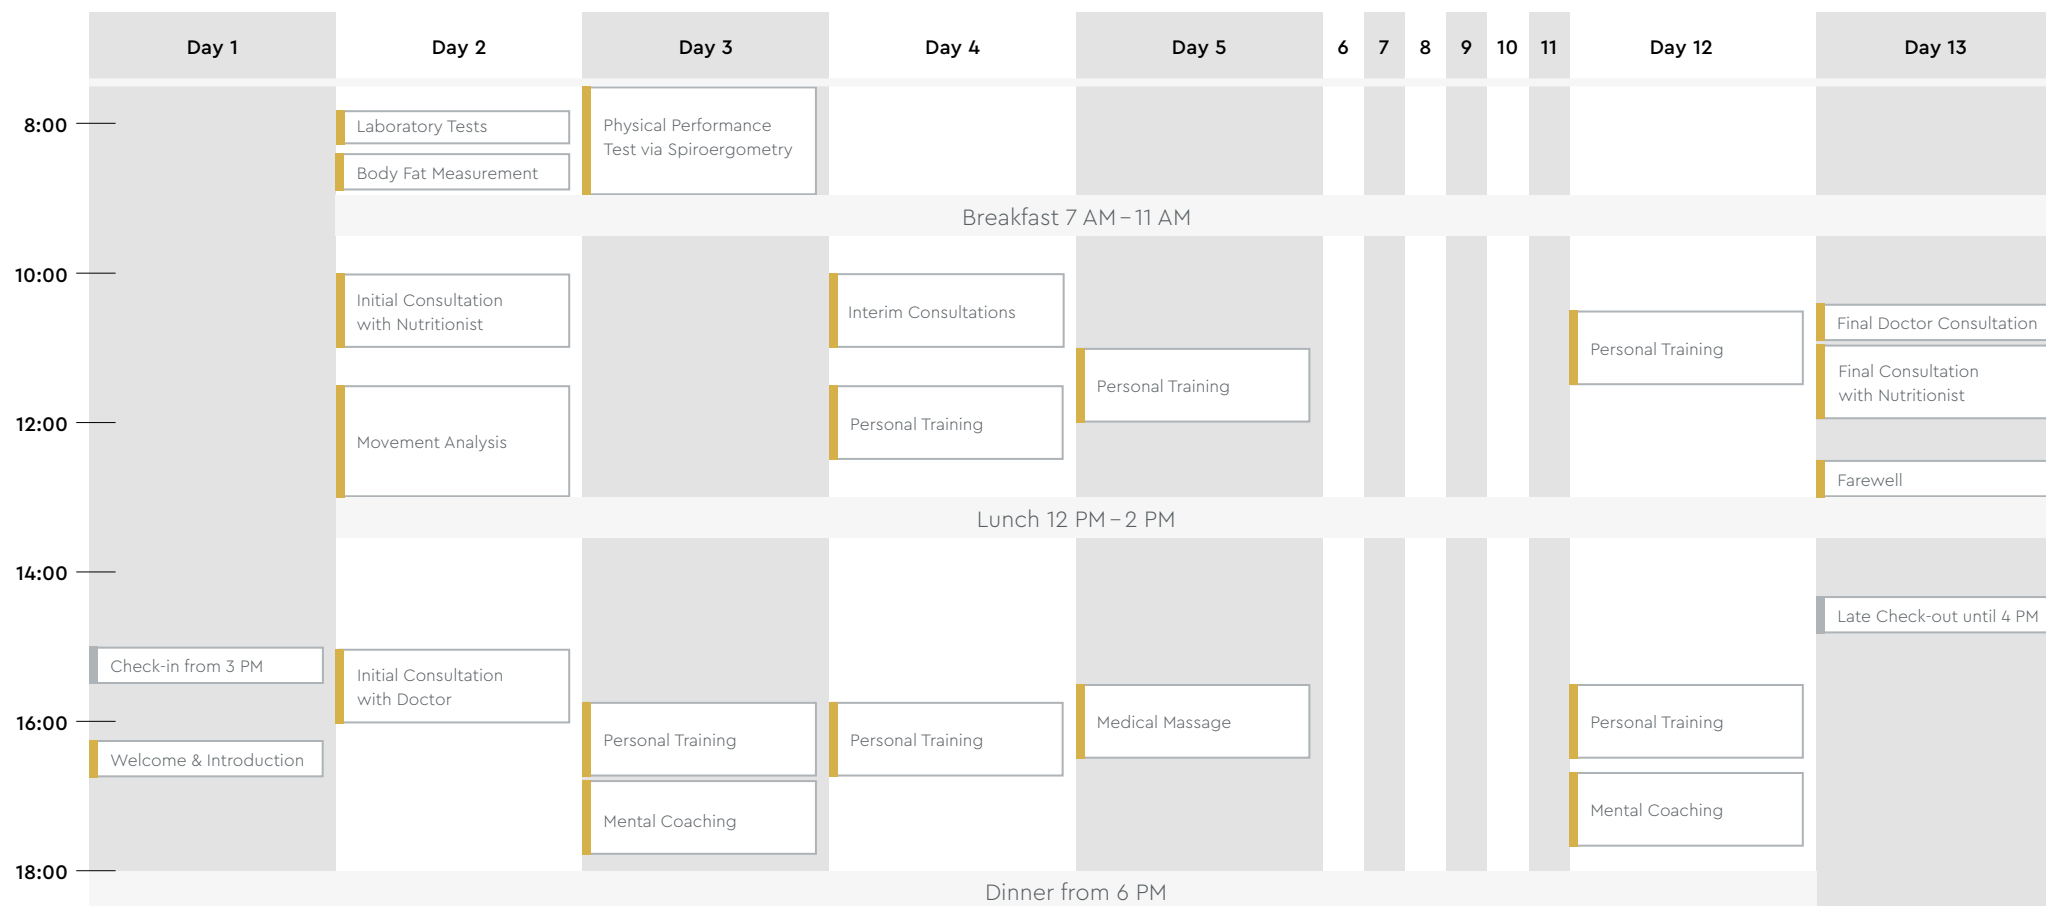 Day 1
Day 2
Day 3
Day 4
Day 5
6
7
8
9
10
11
Day 12
Day 13
8:00
Laboratory Tests
Body Fat Measurement
Physical Performance
Test via Spiroergometry
Breakfast 7 AM – 11 AM
10:00
Initial Consultation
with Nutritionist
Interim Consultations
Personal Training
Final Doctor Consultation
Final Consultation
with Nutritionist
Personal Training
12:00
Movement Analysis
Personal Training
Farewell
Lunch 12 PM – 2 PM
14:00
Late Check-out until 4 PM
Check-in from 3 PM
Initial Consultation
with Doctor
16:00
Medical Massage
Personal Training
Personal Training
Personal Training
Welcome & Introduction
Mental Coaching
Mental Coaching
18:00
Dinner from 6 PM